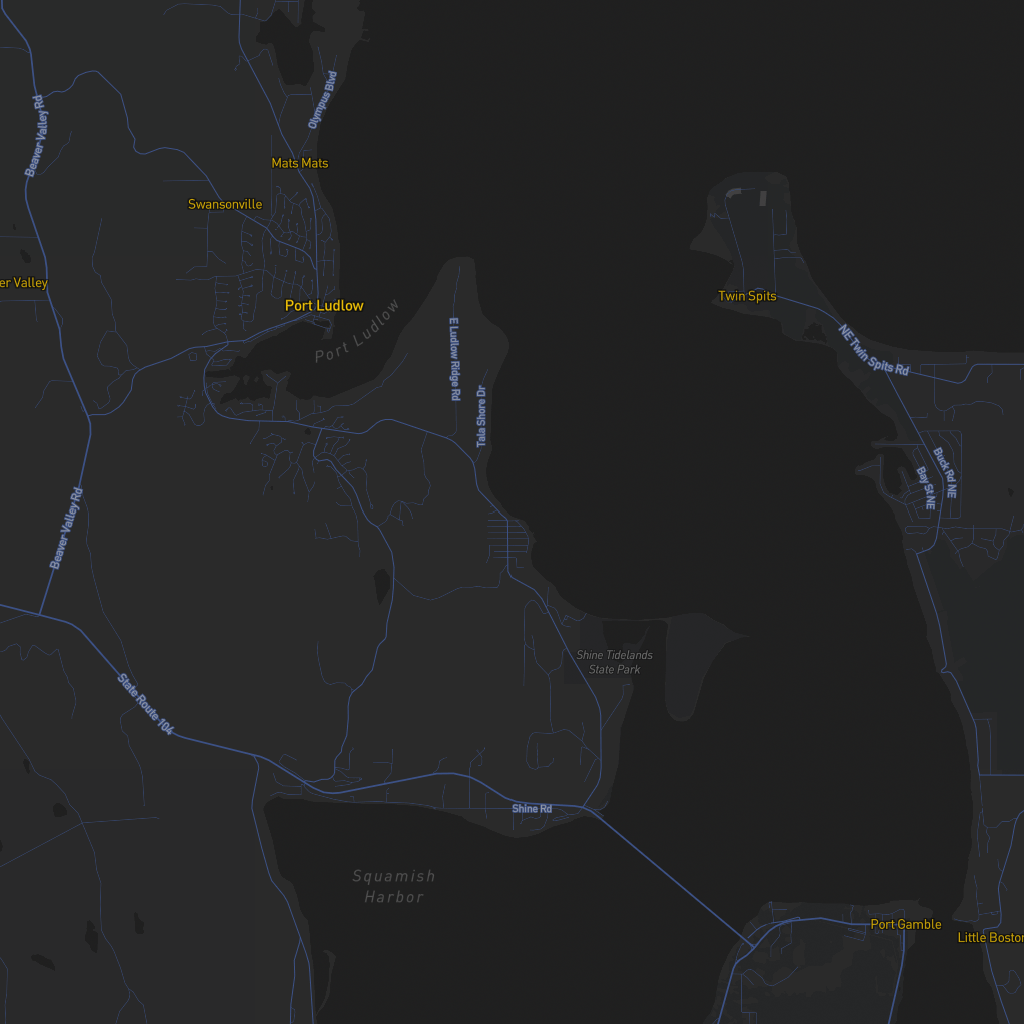 Olympus Blvd
Beaver Valley Rd
Mats Mats
Swansonville
er Valley
Twin Spits
Port Ludlow
Port Ludlow
E Ludlow Ridge Rd
NE Twin Spits Rd
Tala Shore Dr
Buck Rd NE
Bay St NE
Beaver Valley Rd
Shine Tidelands
State Park
State Route 104
Shine Rd
Squamish
Harbor
Port Gamble
Little Boston